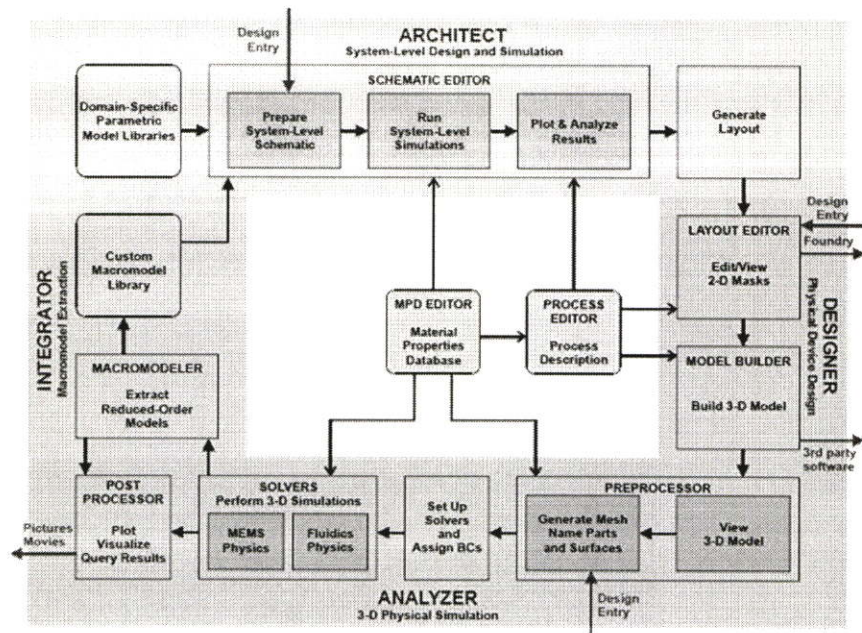 ARCHITECT
System-Level Design and Simulation
Design
Entry
SCHEMATIC EDITOR
Domain-Specific
Parametric
Model Libraries
Prepare
System-Level
Schematic
Run
System-Level
Simulations
Plot & Analyze
Results
Generate
Layout
Design
Entry
Foundry
LAYOUT EDITOR
Edit/View
2-D Masks
Custom
Macromodel
Library
INTEGRATOR
Macromodel Extraction
MPD EDITOR
Material
Properties
Database
PROCESS
EDITOR
Process
Description
DESIGNER
Physical Device Design
MACROMODELER
Extract
Reduced-Order
Models
MODEL BUILDER
Build 3-D Model
3rd party
software
POST
PROCESSOR
Plot
Visualize
Query Results
Pictures
Movies
SOLVERS
Perform 3-D Simulations
MEMS
Physics
Fluidics
Physics
Set Up
Solvers
and
Assign BCs
PREPROCESSOR
Generate Mesh
Name Parts
and Surfaces
View
3-D Model
ANALYZER
3-D Physical Simulation
Design
Entry